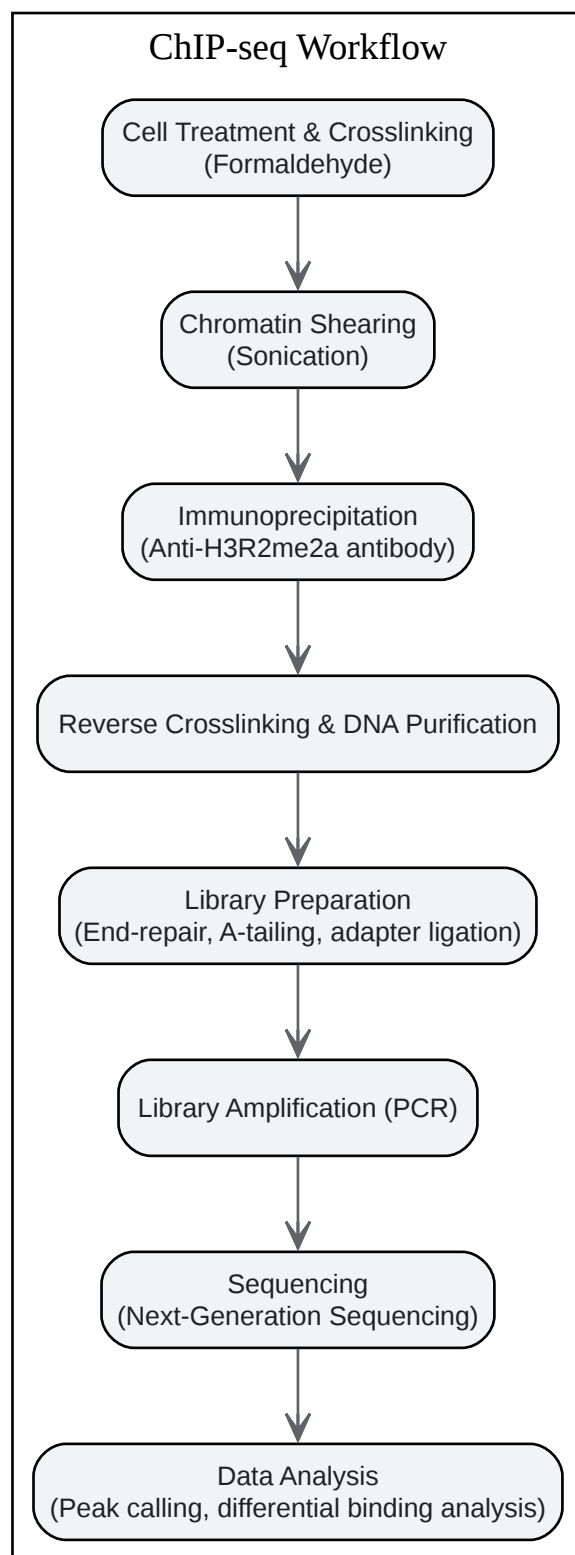 ChIP-seq Workflow
Cell Treatment & Crosslinking
(Formaldehyde)
Chromatin Shearing
(Sonication)
Immunoprecipitation
(Anti-H3R2me2a antibody)
Reverse Crosslinking & DNA Purification
Library Preparation
(End-repair, A-tailing, adapter ligation)
Library Amplification (PCR)
Sequencing
(Next-Generation Sequencing)
Data Analysis
(Peak calling, differential binding analysis)